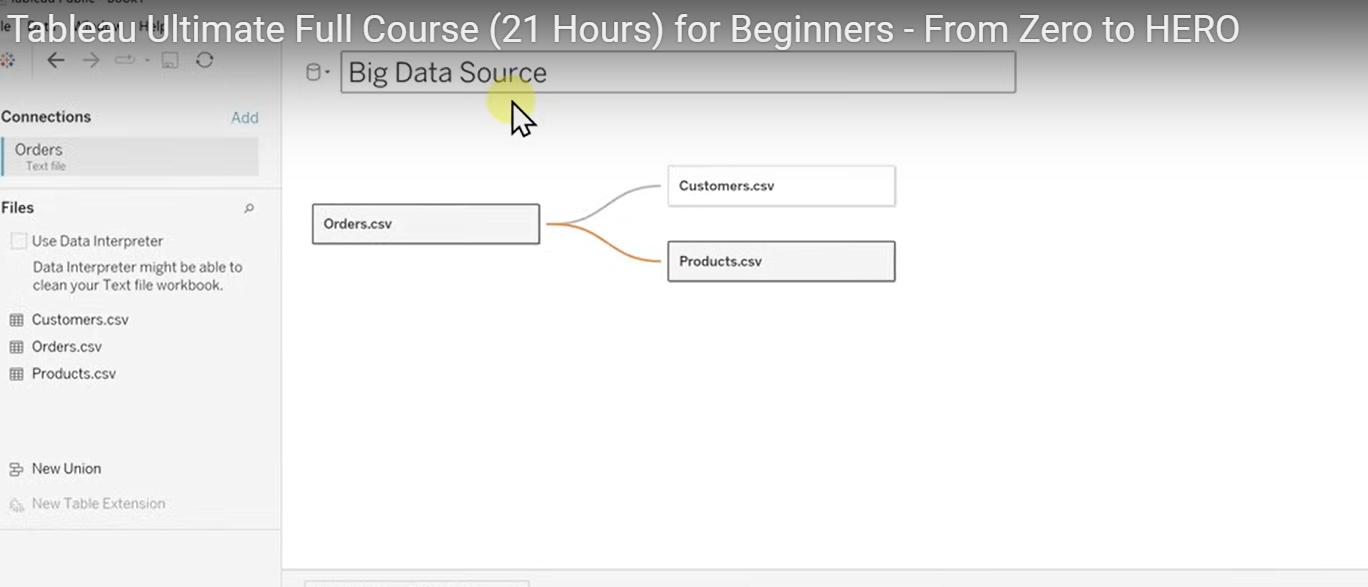 Tableau Ultimate Full Course (21 Hours) for Beginners - From Zero to HERO
Big Data Source
Connections
Add
Orders
Text file
Files
Use Data Interpreter
Data Interpreter might be able to
clean your Text file workbook.
Customers.csv
Orders.csv
Products.csv
New Union
New Table Extension
Orders.csv
Customers.csv
Products.csv